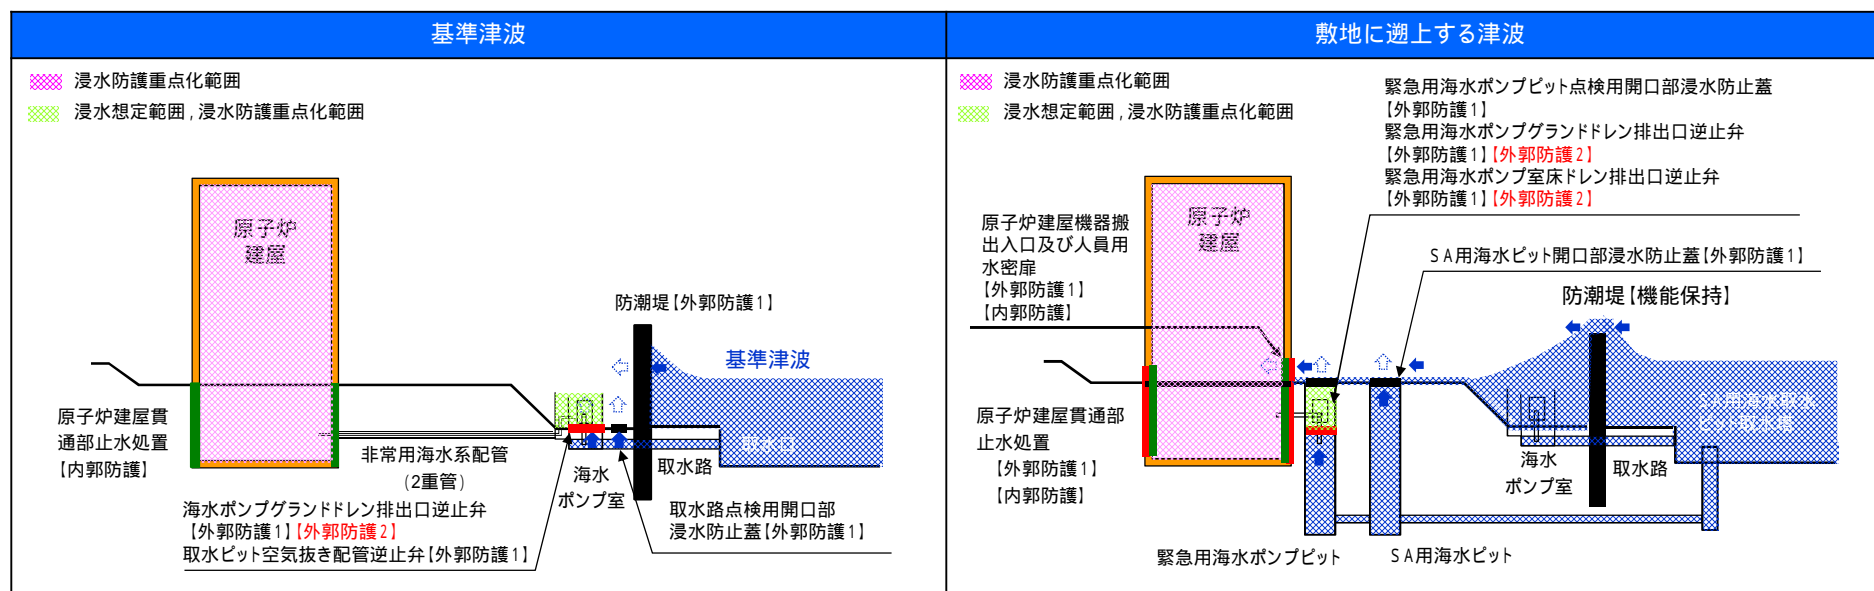 基準津波
浸水防護重点化範囲
浸水想定範囲，浸水防護重点化範囲
原子炉
建屋
防潮堤【外郭防護1】
基準津波
原子炉建屋貫
通部止水処置
【内郭防護】
非常用海水系配管
（2重管）
海水
ポンプ室
取水路
取水口
海水ポンプグランドドレン排出口逆止弁
【外郭防護1】【外郭防護2】
取水ピット空気抜き配管逆止弁【外郭防護1】
取水路点検用開口部
浸水防止蓋【外郭防護1】
敷地に遡上する津波
浸水防護重点化範囲
浸水想定範囲，浸水防護重点化範囲
緊急用海水ポンプピット点検用開口部浸水防止蓋
【外郭防護1】
緊急用海水ポンプグランドドレン排出口逆止弁
【外郭防護1】【外郭防護2】
緊急用海水ポンプ室床ドレン排出口逆止弁
【外郭防護1】【外郭防護2】
原子炉建屋機器搬
出入口及び人員用
水密扉
【外郭防護1】
【内郭防護】
原子炉
建屋
SA用海水ピット開口部浸水防止蓋【外郭防護1】
防潮堤【機能保持】
原子炉建屋貫通部
止水処置
【外郭防護1】
【内郭防護】
SA用海水取水
ピット取水塔
海水
ポンプ室
取水路
緊急用海水ポンプピット
SA用海水ピット